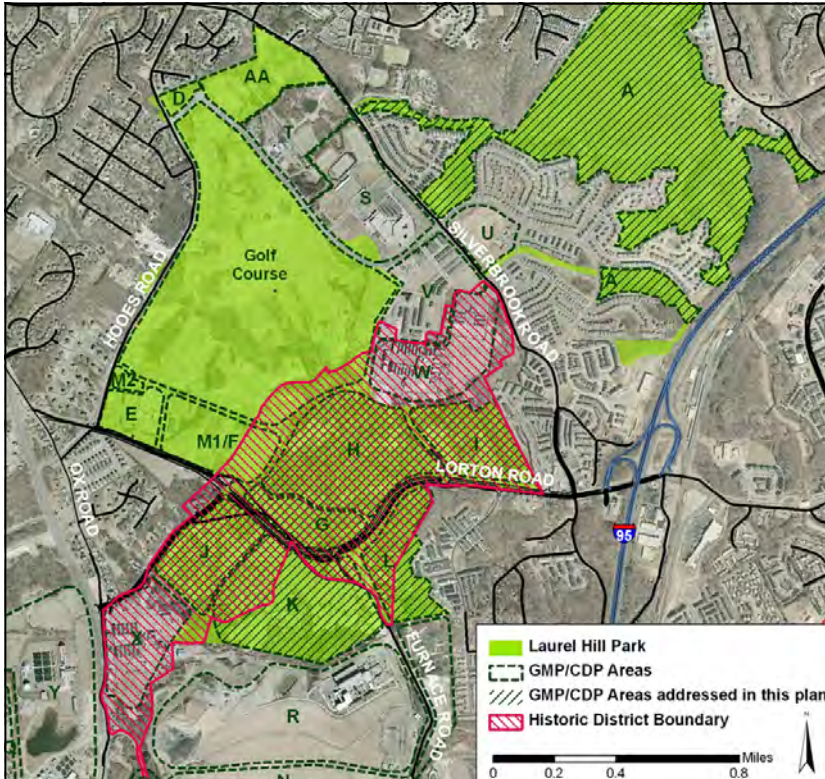 AA
D
A
T
S
U
SILVERBROOK ROAD
Golf
Course
HOOES ROAD
A
V
W
M2
E
M1/F
H
I
LORTON ROAD
OX ROAD
G
95
J
L
K
X
FURNACE ROAD
Y
R
Laurel Hill Park
GMP/CDP Areas
GMP/CDP Areas addressed in this plan
Historic District Boundary
N
Miles
0 0.2 0.4 0.8